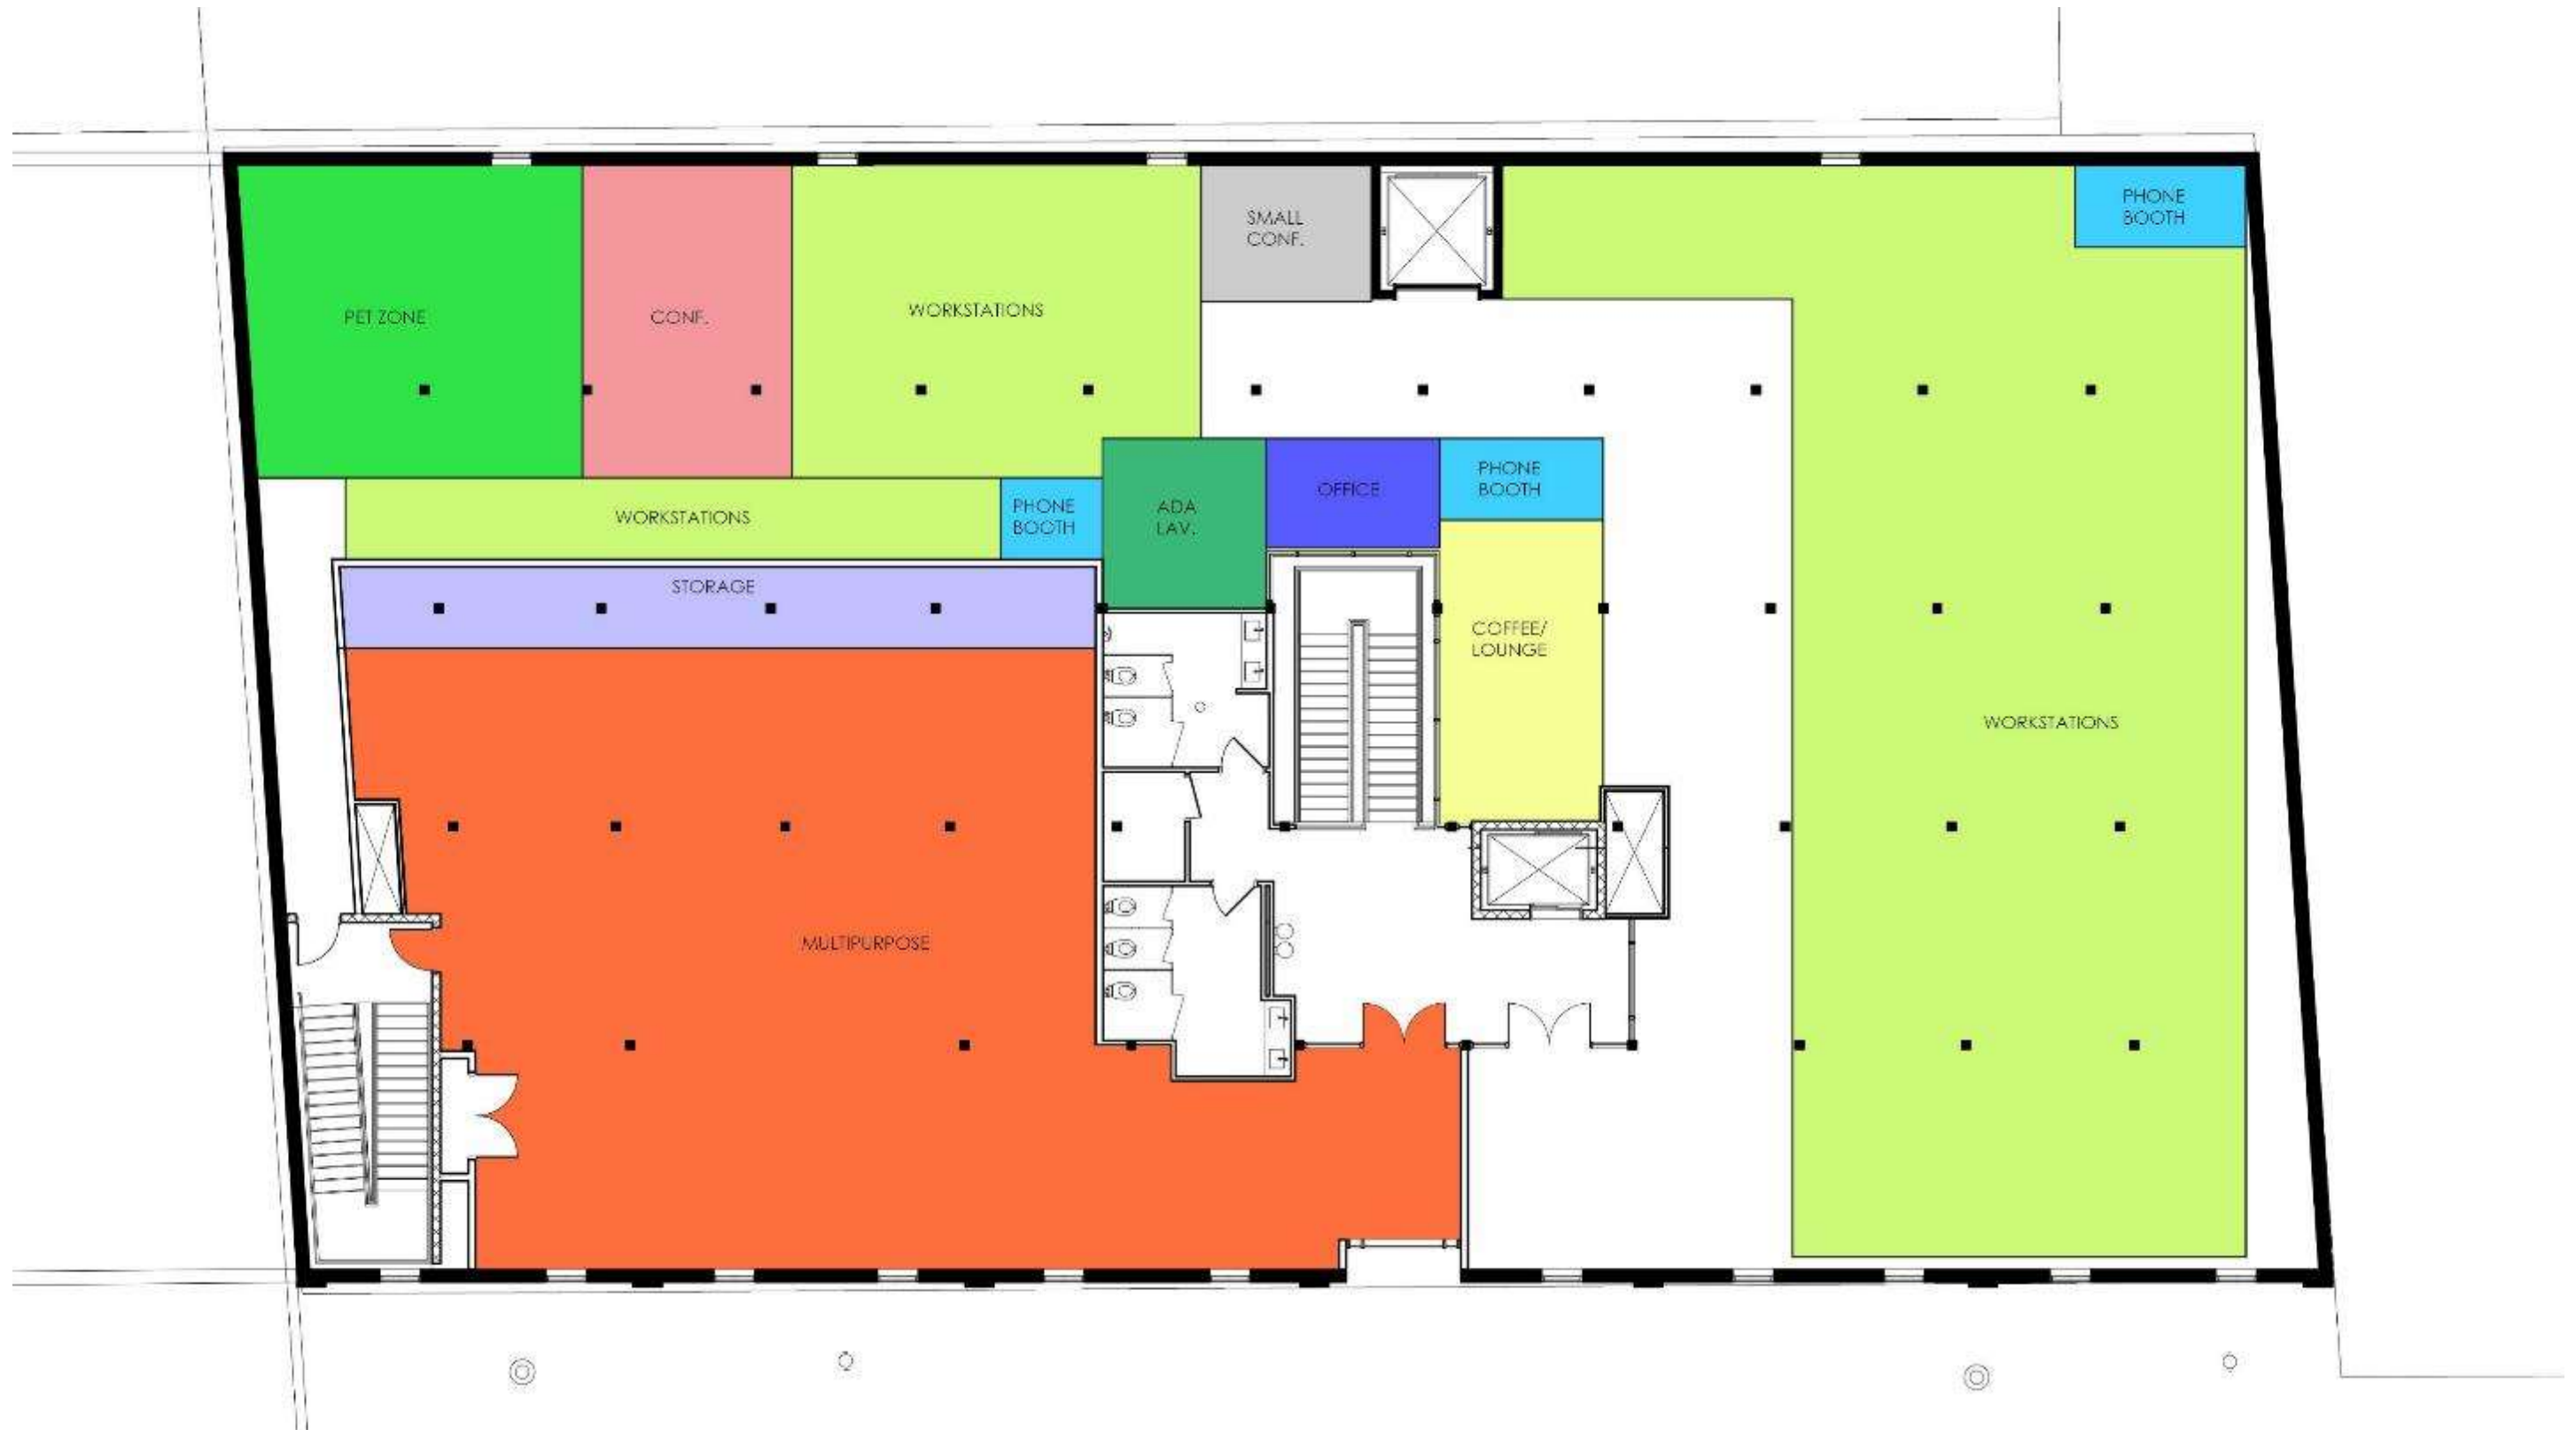 PHONE
BOOTH
SMALL
CONF.
PET ZONE
CONF.
WORKSTATIONS
PHONE
BOOTH
OFFICE
PHONE
BOOTH
ADA
LAV.
WORKSTATIONS
STORAGE
COFFEE/
LOUNGE
WORKSTATIONS
MULTIPURPOSE